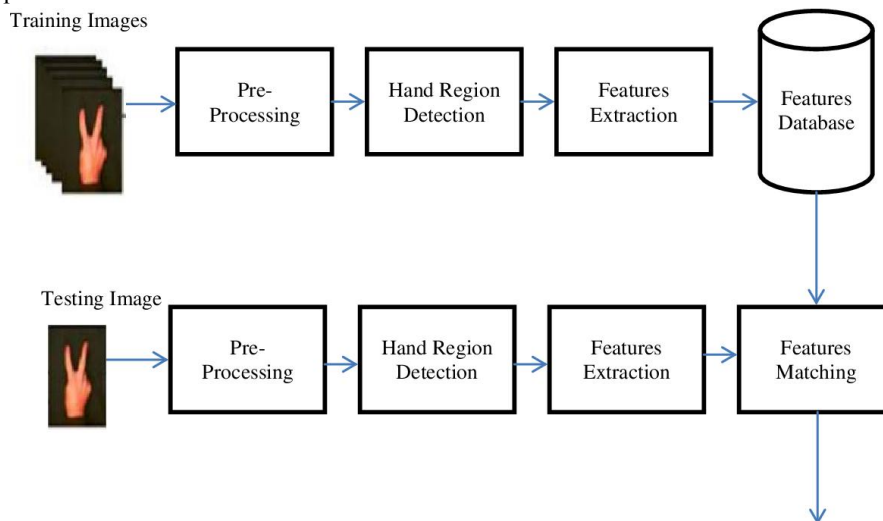 Training Images
Pre-
Processing
Hand Region
Detection
Features
Extraction
Features
Database
Testing Image
Pre-
Processing
Hand Region
Detection
Features
Extraction
Features
Matching